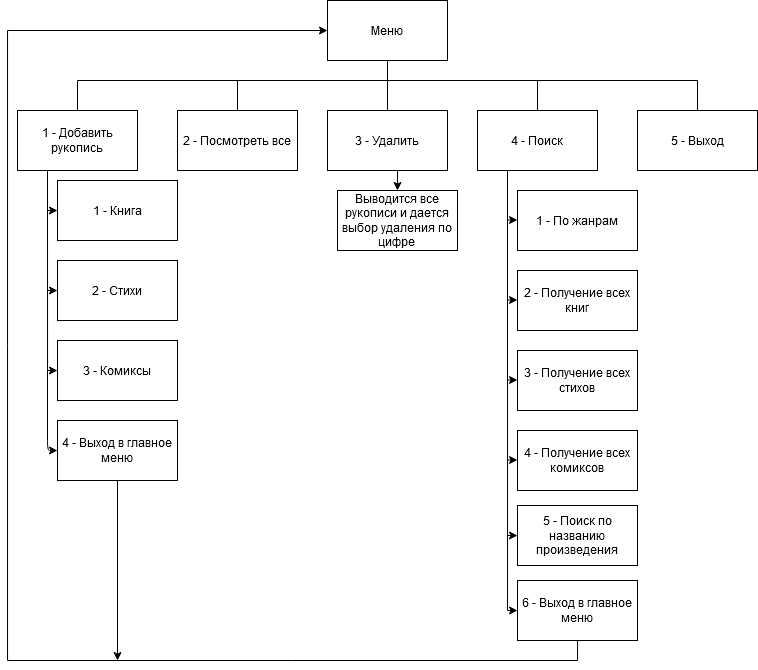 Меню
1 - Добавить
рукопись
2 - Посмотреть все
3 - Удалить
4 - Поиск
5 - Выход
1 - Книга
2 - Стихи
3 - Комиксы
4 - Выход в главное
меню
Выводится все
рукописи и дается
выбор удаления по
цифре
1 - По жанрам
2 - Получение всех
книг
3 - Получение всех
стихов
4 - Получение всех
комиксов
5 - Поиск по
названию
произведения
6 - Выход в главное
меню